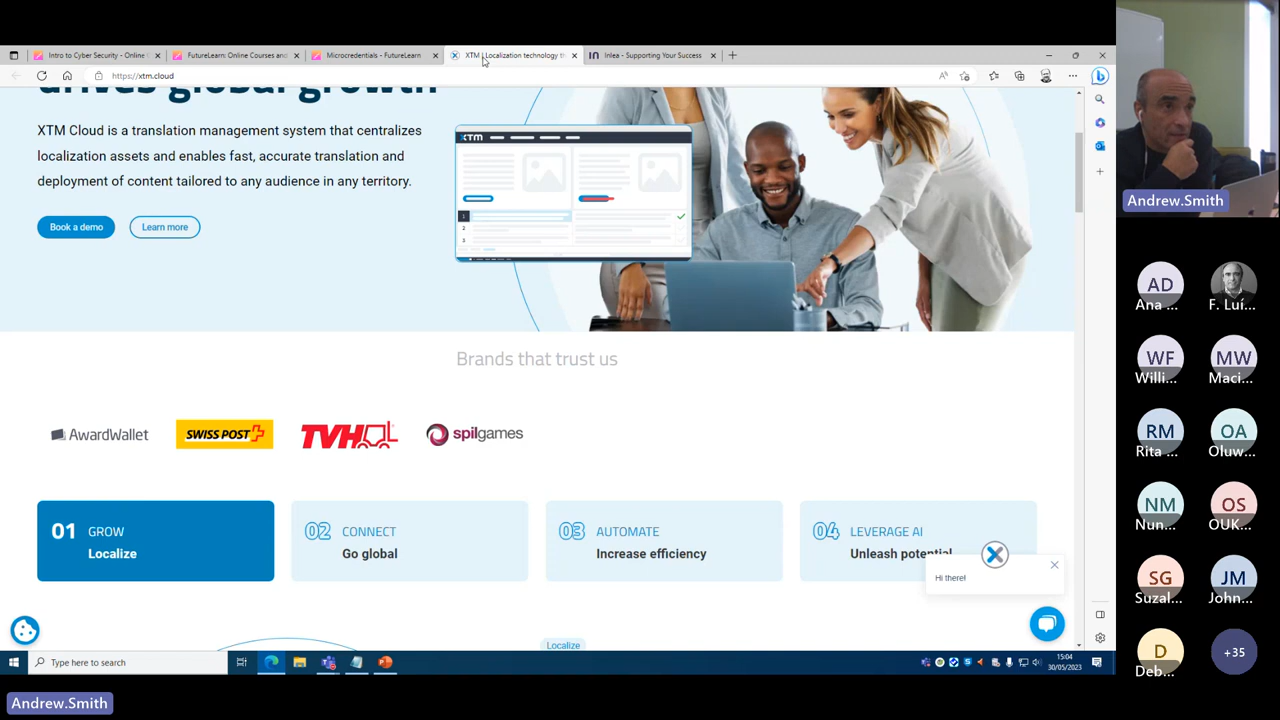 Intro to Cyber Security - Online C
FutureLearn: Online Courses and
Microcredentials - FutureLearn
XTM | Localization technology th
Inlea - Supporting Your Success
https://xtm.cloud
drives global growth
XTM Cloud is a translation management system that centralizes
localization assets and enables fast, accurate translation and
deployment of content tailored to any audience in any territory.
Book a demo
Learn more
XTM
1
2
3
Brands that trust us
AwardWallet
SWISS POST
TVH
spilgames
01 GROW
Localize
02 CONNECT
Go global
03 AUTOMATE
Increase efficiency
04 LEVERAGE AI
Unleash potential
Hi there!
Localize
Type here to search
15:04
30/05/2023
Andrew.Smith
AD
Ana ...
F. Luí...
WF
Willi...
MW
Maci...
RM
Rita ...
OA
Oluw...
NM
Nun...
OS
OUK...
SG
Suzal...
JM
John...
D
Deb...
+35
Andrew.Smith